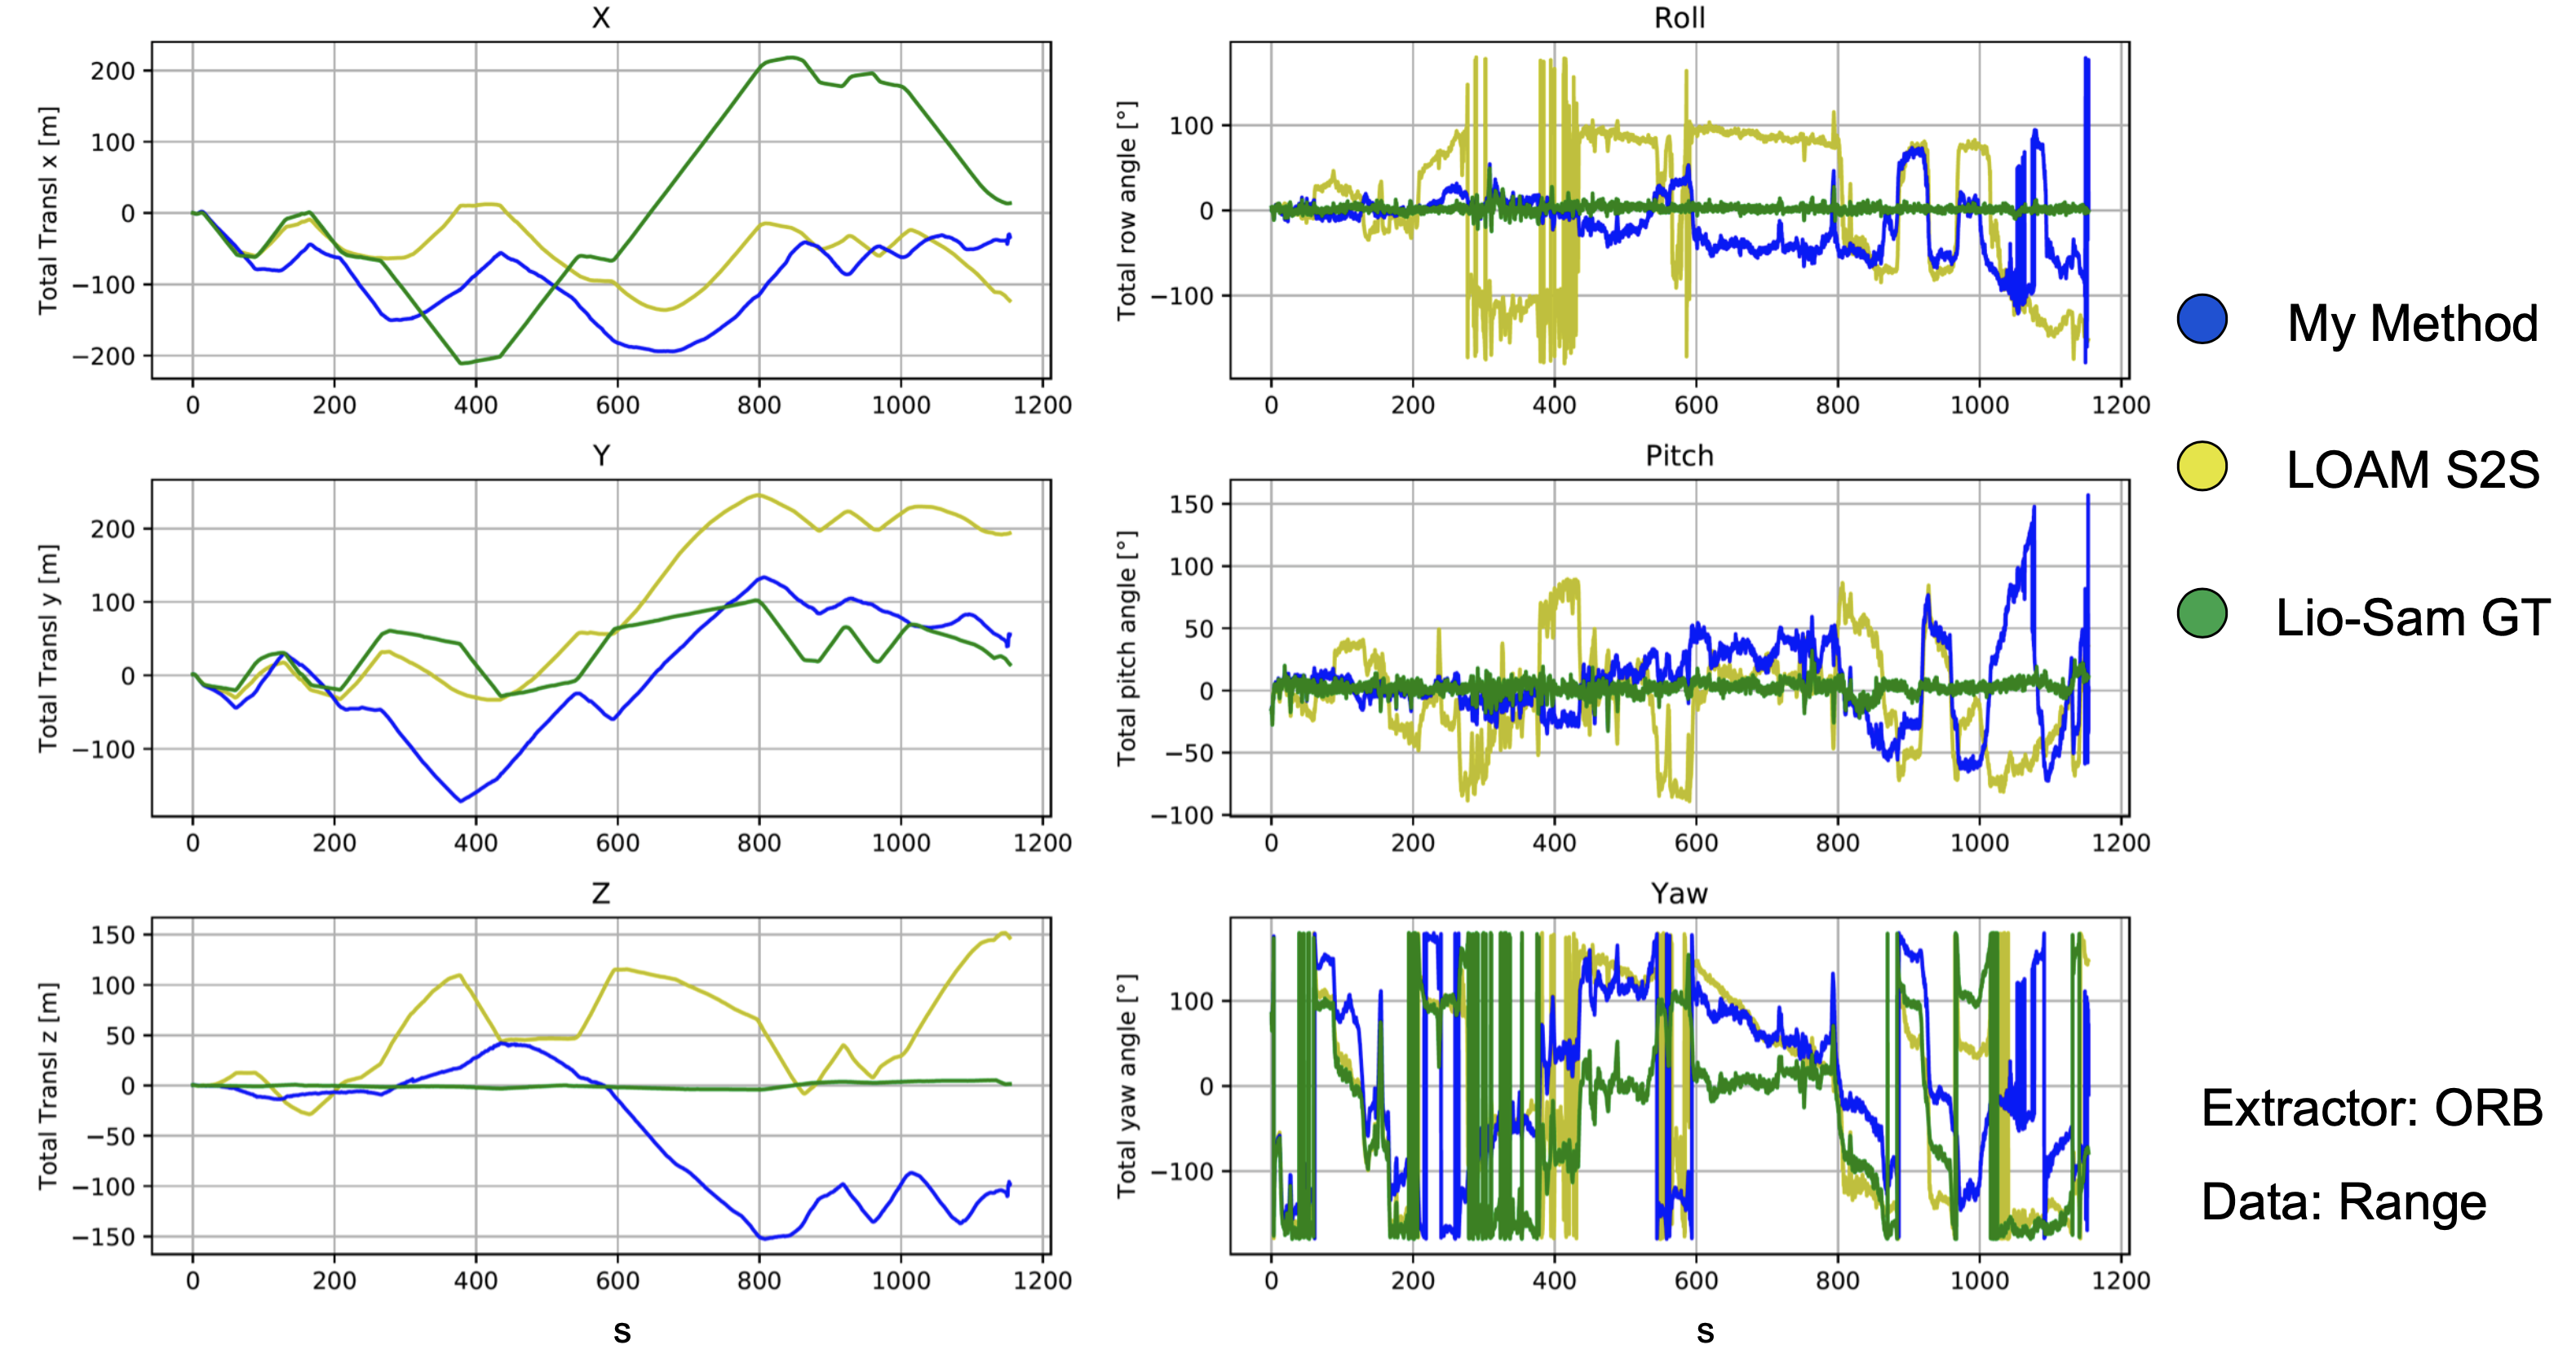 X
Total Transl x [m]
200
100
0
−100
−200
0 200 400 600 800 1000 1200
Roll
Total row angle [°]
100
0
−100
0 200 400 600 800 1000 1200
Y
Total Transl y [m]
200
100
0
−100
0 200 400 600 800 1000 1200
Pitch
Total pitch angle [°]
150
100
50
0
−50
−100
0 200 400 600 800 1000 1200
Z
Total Transl z [m]
150
100
50
0
−50
−100
−150
0 200 400 600 800 1000 1200
s
Yaw
Total yaw angle [°]
100
0
−100
0 200 400 600 800 1000 1200
s
My Method
LOAM S2S
Lio-Sam GT
Extractor: ORB
Data: Range